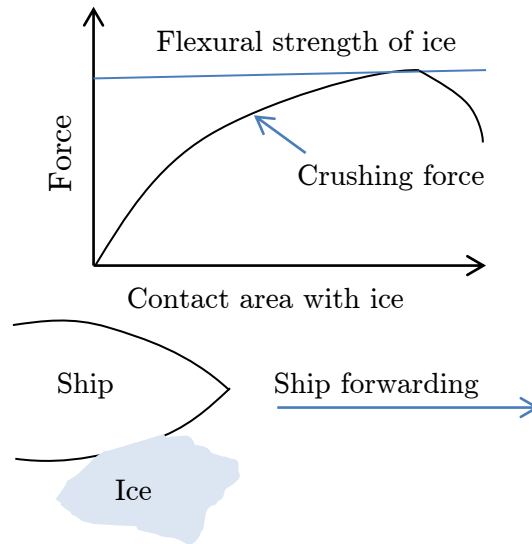 Flexural strength of ice
Force
Crushing force
Contact area with ice
Ship
Ship forwarding
Ice